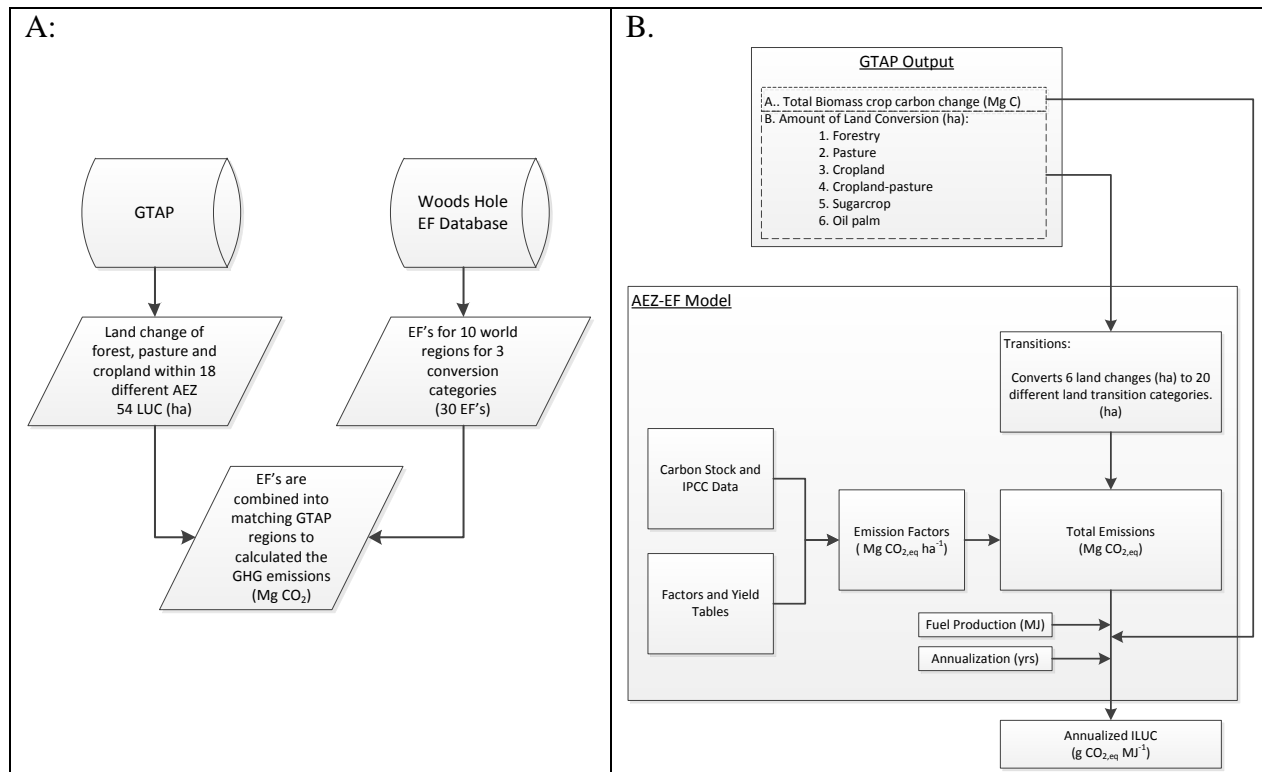 A:
GTAP
Woods Hole
EF Database
Land change of
forest, pasture and
cropland within 18
different AEZ
54 LUC (ha)
EF's for 10 world
regions for 3
conversion
categories
(30 EF's)
EF's are
combined into
matching GTAP
regions to
calculated the
GHG emissions
(Mg CO2)
B.
GTAP Output
A.. Total Biomass crop carbon change (Mg C)
B. Amount of Land Conversion (ha):
1. Forestry
2. Pasture
3. Cropland
4. Cropland-pasture
5. Sugarcrop
6. Oil palm
AEZ-EF Model
Transitions:
Converts 6 land changes (ha) to 20
different land transition categories.
(ha)
Carbon Stock and
IPCC Data
Factors and Yield
Tables
Emission Factors
( Mg CO2,eq ha-1)
Total Emissions
(Mg CO2,eq)
Fuel Production (MJ)
Annualization (yrs)
Annualized ILUC
(g CO2,eq MJ-1)